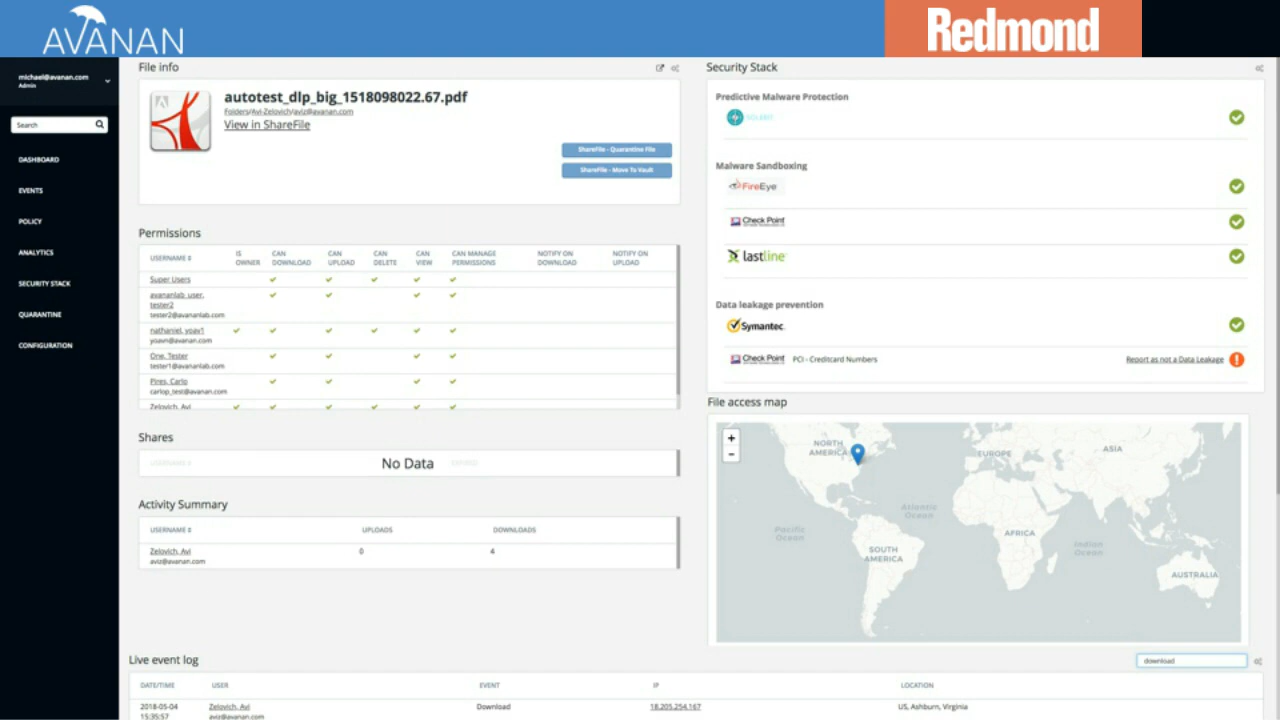 AVANAN
Redmond
michael@avanan.com
Admin
Search
DASHBOARD
EVENTS
POLICY
ANALYTICS
SECURITY STACK
QUARANTINE
CONFIGURATION
File info
autotest_dlp_big_1518098022.67.pdf
Folders/Avi-Zelovich/aviz@avanan.com
View in ShareFile
ShareFile - Quarantine File
ShareFile - Move To Vault
Permissions
USERNAME IS OWNER CAN DOWNLOAD CAN UPLOAD CAN DELETE CAN VIEW CAN MANAGE PERMISSIONS NOTIFY ON DOWNLOAD NOTIFY ON UPLOAD
Super Users
avananlab_user,
tester2
tester2@avananlab.com
nathaniel, yoav1
yoavn@avanan.com
One, Tester
tester1@avananlab.com
Pires, Carlo
carlop_test@avanan.com
Zelovich, Avi
Shares
USERNAME No Data
Activity Summary
USERNAME UPLOADS DOWNLOADS
Zelovich, Avi 0 4
aviz@avanan.com
Security Stack
Predictive Malware Protection
SOLEBIT
Malware Sandboxing
FireEye
Check Point
lastline
Data leakage prevention
Symantec.
Check Point PCI - Creditcard Numbers Report as not a Data Leakage
File access map
+
−
NORTH AMERICA
EUROPE
ASIA
Atlantic Ocean
Pacific Ocean
AFRICA
Indian Ocean
SOUTH AMERICA
AUSTRALIA
Live event log
download
DATE/TIME USER EVENT IP LOCATION
2018-05-04 Zelovich, Avi Download 18.205.254.167 US, Ashburn, Virginia
15:35:57 aviz@avanan.com